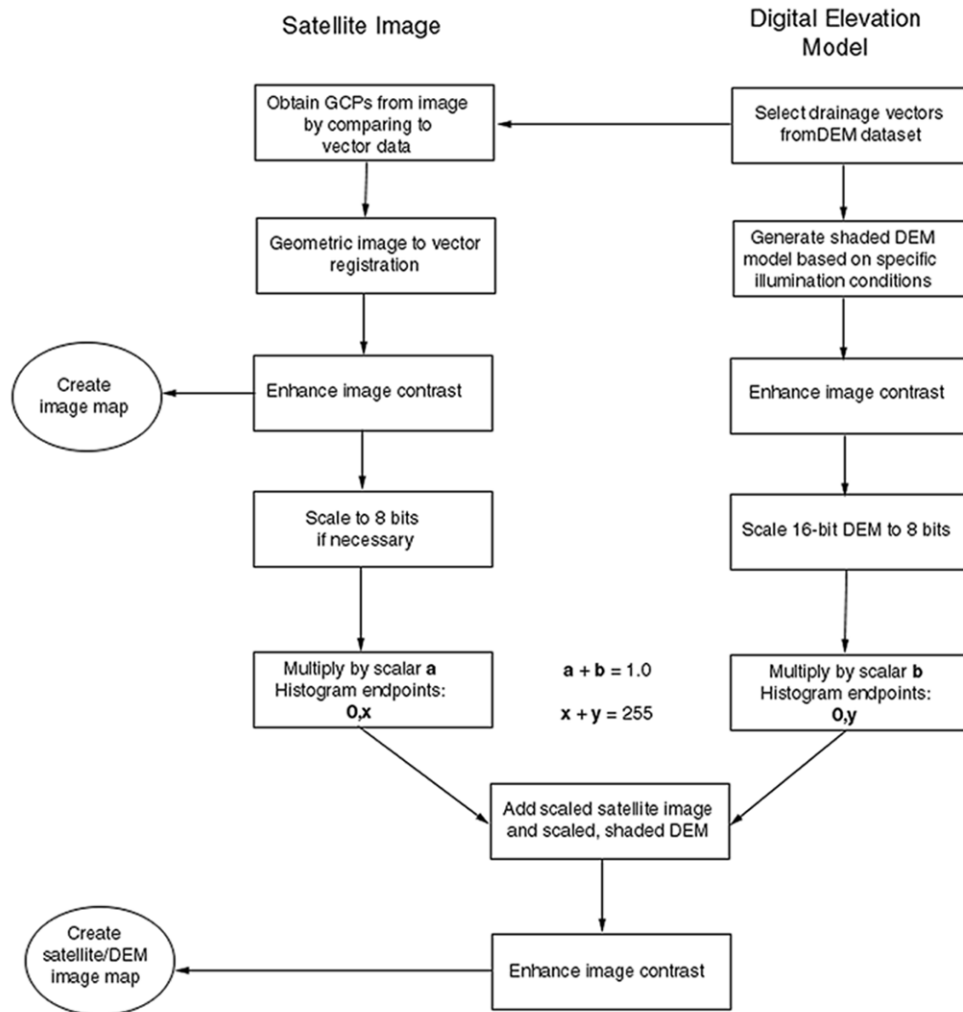 Satellite Image
Digital Elevation
Model
Obtain GCPs from image
by comparing to
vector data
Select drainage vectors
fromDEM dataset
Geometric image to vector
registration
Generate shaded DEM
model based on specific
illumination conditions
Create
image map
Enhance image contrast
Enhance image contrast
Scale to 8 bits
if necessary
Scale 16-bit DEM to 8 bits
Multiply by scalar a
Histogram endpoints:
0,x
a + b = 1.0
x + y = 255
Multiply by scalar b
Histogram endpoints:
0,y
Add scaled satellite image
and scaled, shaded DEM
Create
satellite/DEM
image map
Enhance image contrast